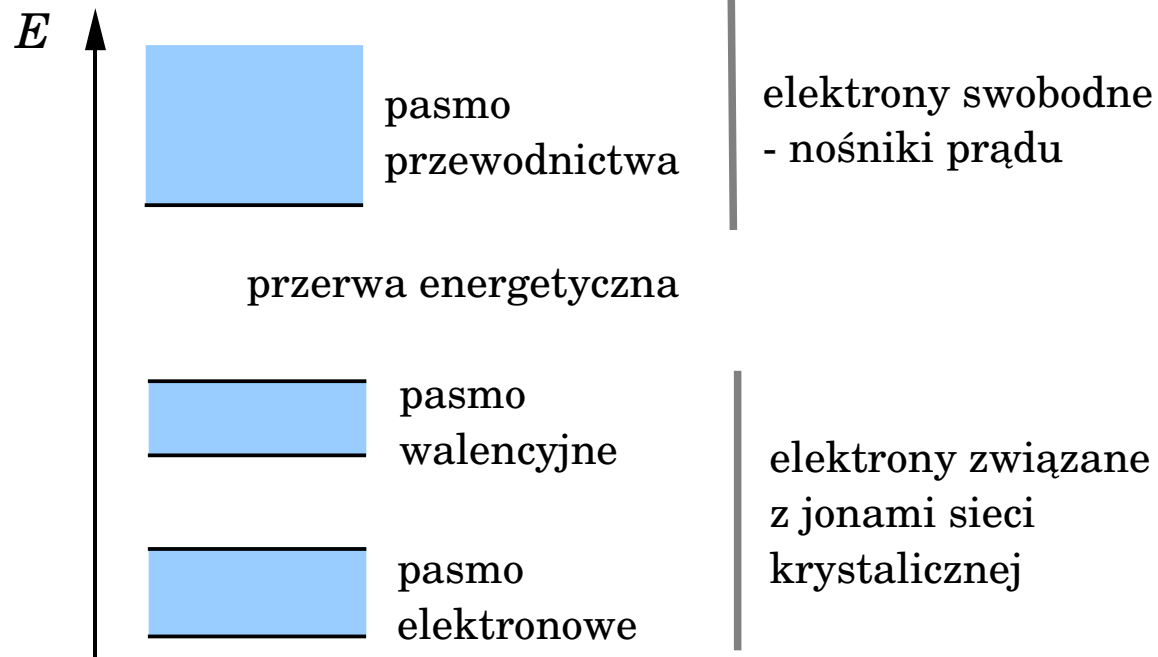 E
pasmo
przewodnictwa
elektrony swobodne
- nośniki prądu
przerwa energetyczna
pasmo
walencyjne
elektrony związane
z jonami sieci
krystalicznej
pasmo
elektronowe